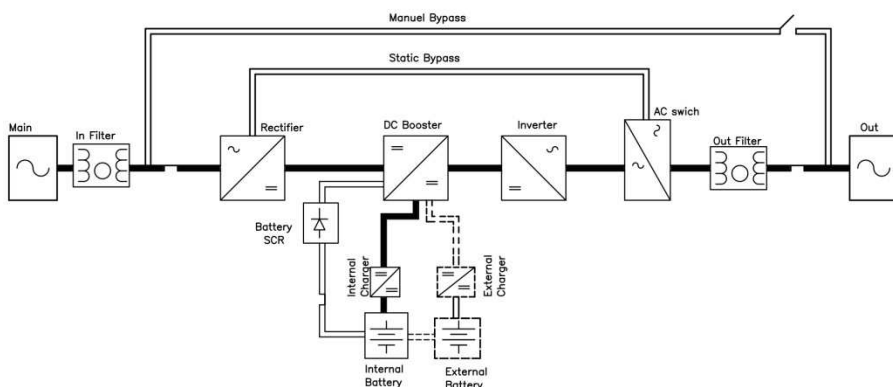 Manuel Bypass
Static Bypass
Main
In Filter
Rectifier
DC Booster
Inverter
AC swich
Out Filter
Out
Battery
SCR
Internal
Charger
External
Charger
Internal
Battery
External
Battery